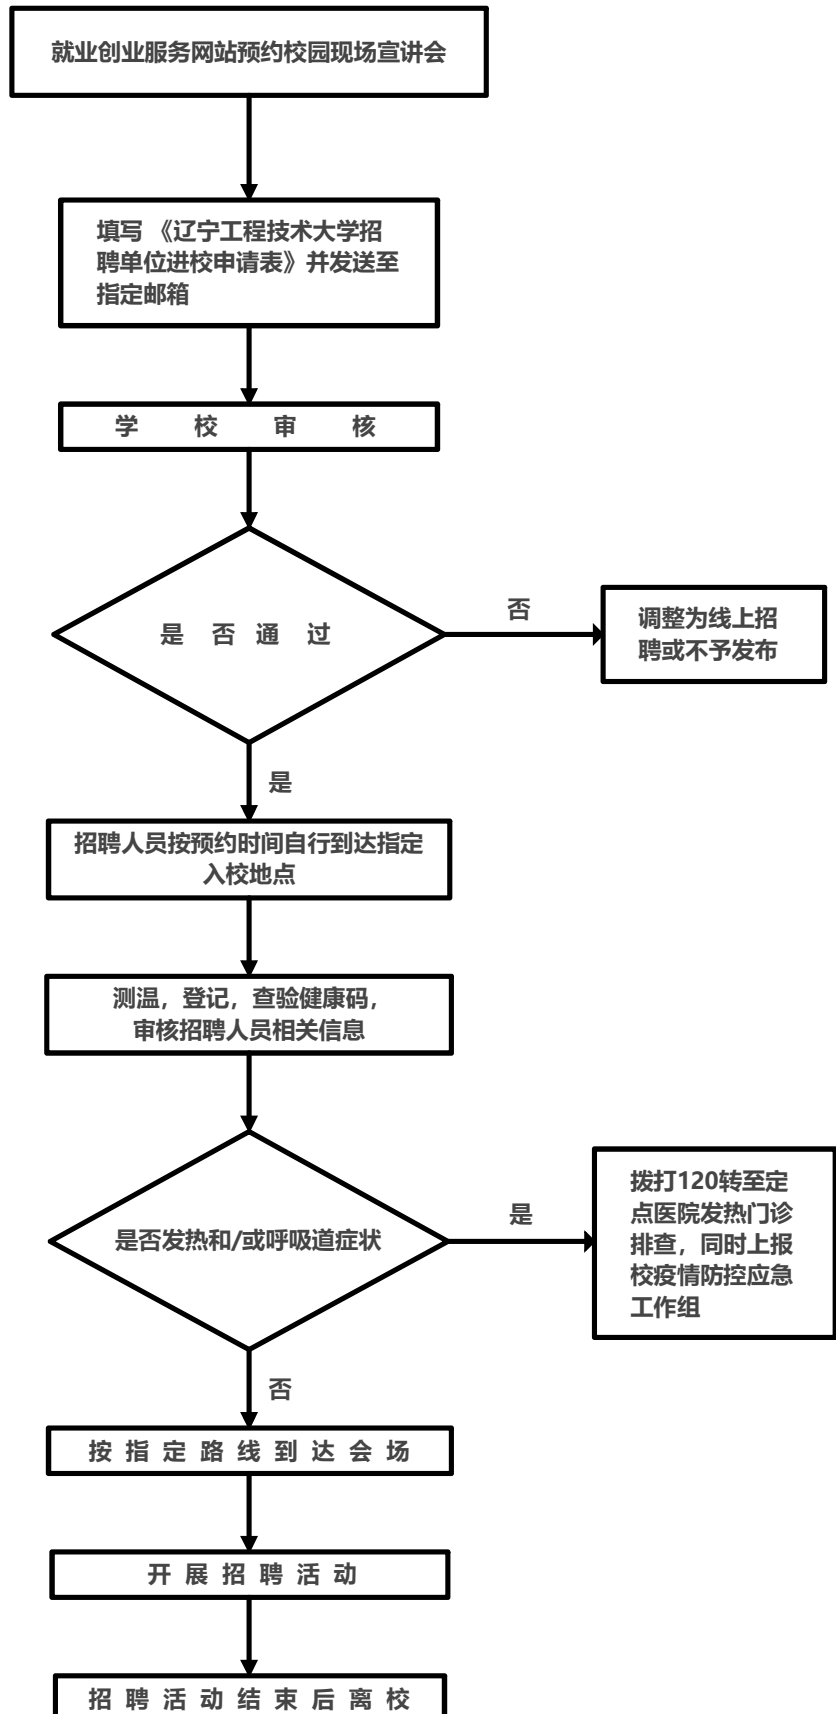 就业创业服务网站预约校园现场宣讲会
填写 《辽宁工程技术大学招
聘单位进校申请表》并发送至
指定邮箱
学 校 审 核
是 否 通 过
否
调整为线上招
聘或不予发布
是
招聘人员按预约时间自行到达指定
入校地点
测温，登记，查验健康码，
审核招聘人员相关信息
是否发热和/或呼吸道症状
是
拨打120转至定
点医院发热门诊
排查，同时上报
校疫情防控应急
工作组
否
按 指 定 路 线 到 达 会 场
开 展 招 聘 活 动
招 聘 活 动 结 束 后 离 校